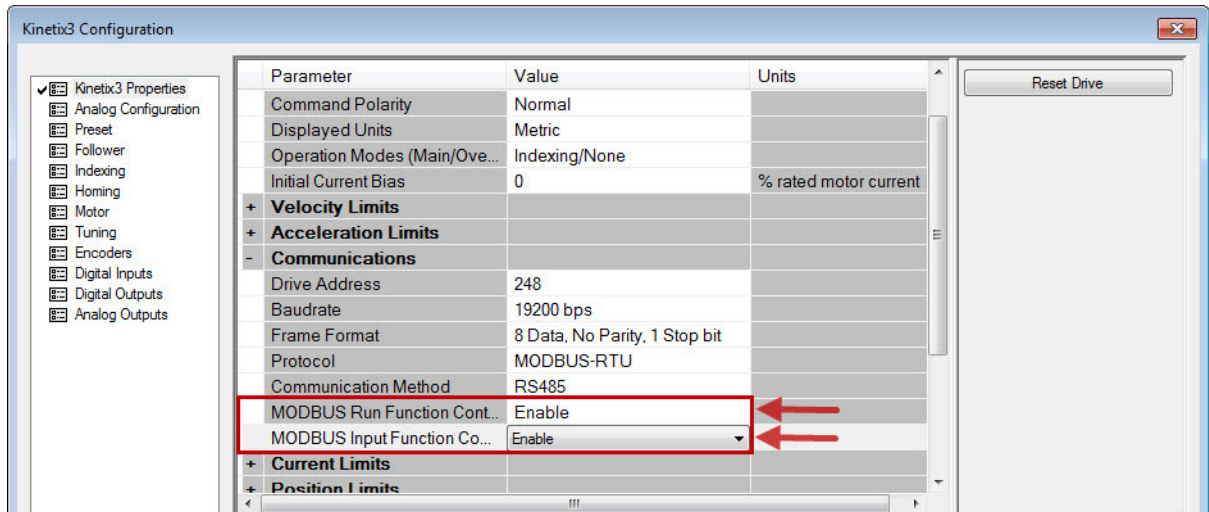 Kinetix3 Configuration
Kinetix3 Properties
Analog Configuration
Preset
Follower
Indexing
Homing
Motor
Tuning
Encoders
Digital Inputs
Digital Outputs
Analog Outputs
Parameter Value Units
Command Polarity Normal
Displayed Units Metric
Operation Modes (Main/Ove... Indexing/None
Initial Current Bias 0 % rated motor current
+ Velocity Limits
+ Acceleration Limits
- Communications
Drive Address 248
Baudrate 19200 bps
Frame Format 8 Data, No Parity, 1 Stop bit
Protocol MODBUS-RTU
Communication Method RS485
MODBUS Run Function Cont... Enable
MODBUS Input Function Co... Enable
+ Current Limits
+ Position Limits
Reset Drive